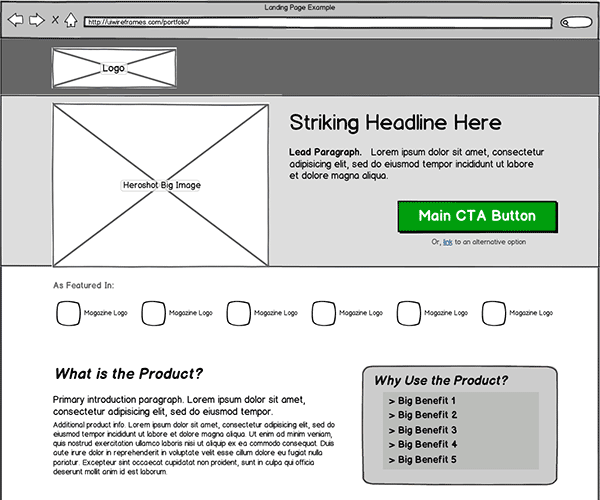 Landing Page Example
http://uiwireframes.com/portfolio/
Logo
Heroshot Big Image
Striking Headline Here
Lead Paragraph. Lorem ipsum dolor sit amet, consectetur
adipisicing elit, sed do eiusmod tempor incididunt ut labore
et dolore magna aliqua.
Main CTA Button
Or, link to an alternative option
As Featured In:
Magazine Logo Magazine Logo Magazine Logo Magazine Logo Magazine Logo Magazine Logo
What is the Product?
Primary introduction paragraph. Lorem ipsum dolor sit amet,
consectetur adipisicing elit, sed do eiusmod tempor.
Additional product info. Lorem ipsum dolor sit amet, consectetur adipisicing elit, sed do
eiusmod tempor incididunt ut labore et dolore magna aliqua. Ut enim ad minim veniam,
quis nostrud exercitation ullamco laboris nisi ut aliquip ex ea commodo consequat. Duis
aute irure dolor in reprehenderit in voluptate velit esse cillum dolore eu fugiat nulla
pariatur. Excepteur sint occaecat cupidatat non proident, sunt in culpa qui officia
deserunt mollit anim id est laborum.
Why Use the Product?
> Big Benefit 1
> Big Benefit 2
> Big Benefit 3
> Big Benefit 4
> Big Benefit 5